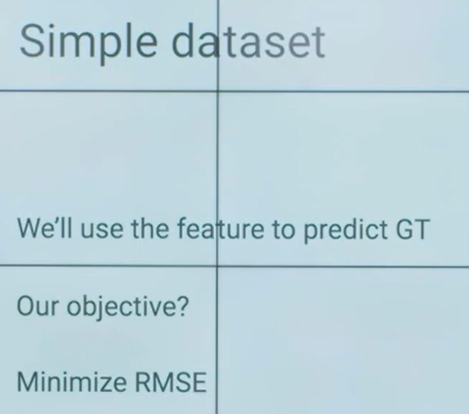 Simple dataset
We'll use the feature to predict GT
Our objective?
Minimize RMSE